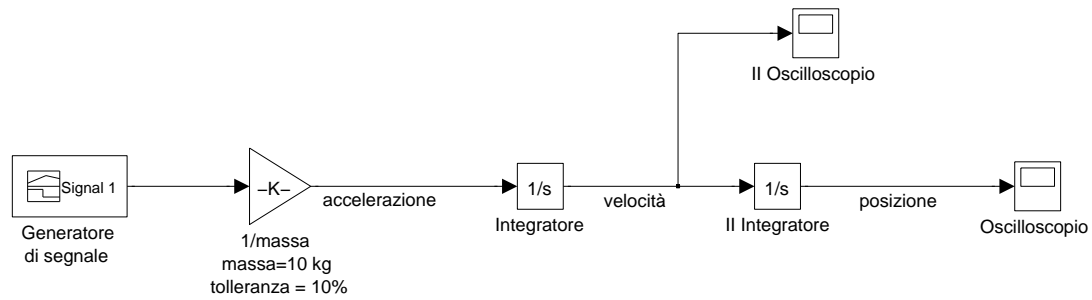 II Oscilloscopio
Signal 1
Generatore
di segnale
–K–
1/massa
massa=10 kg
tolleranza = 10%
accelerazione
1/s
Integratore
velocità
1/s
II Integratore
posizione
Oscilloscopio